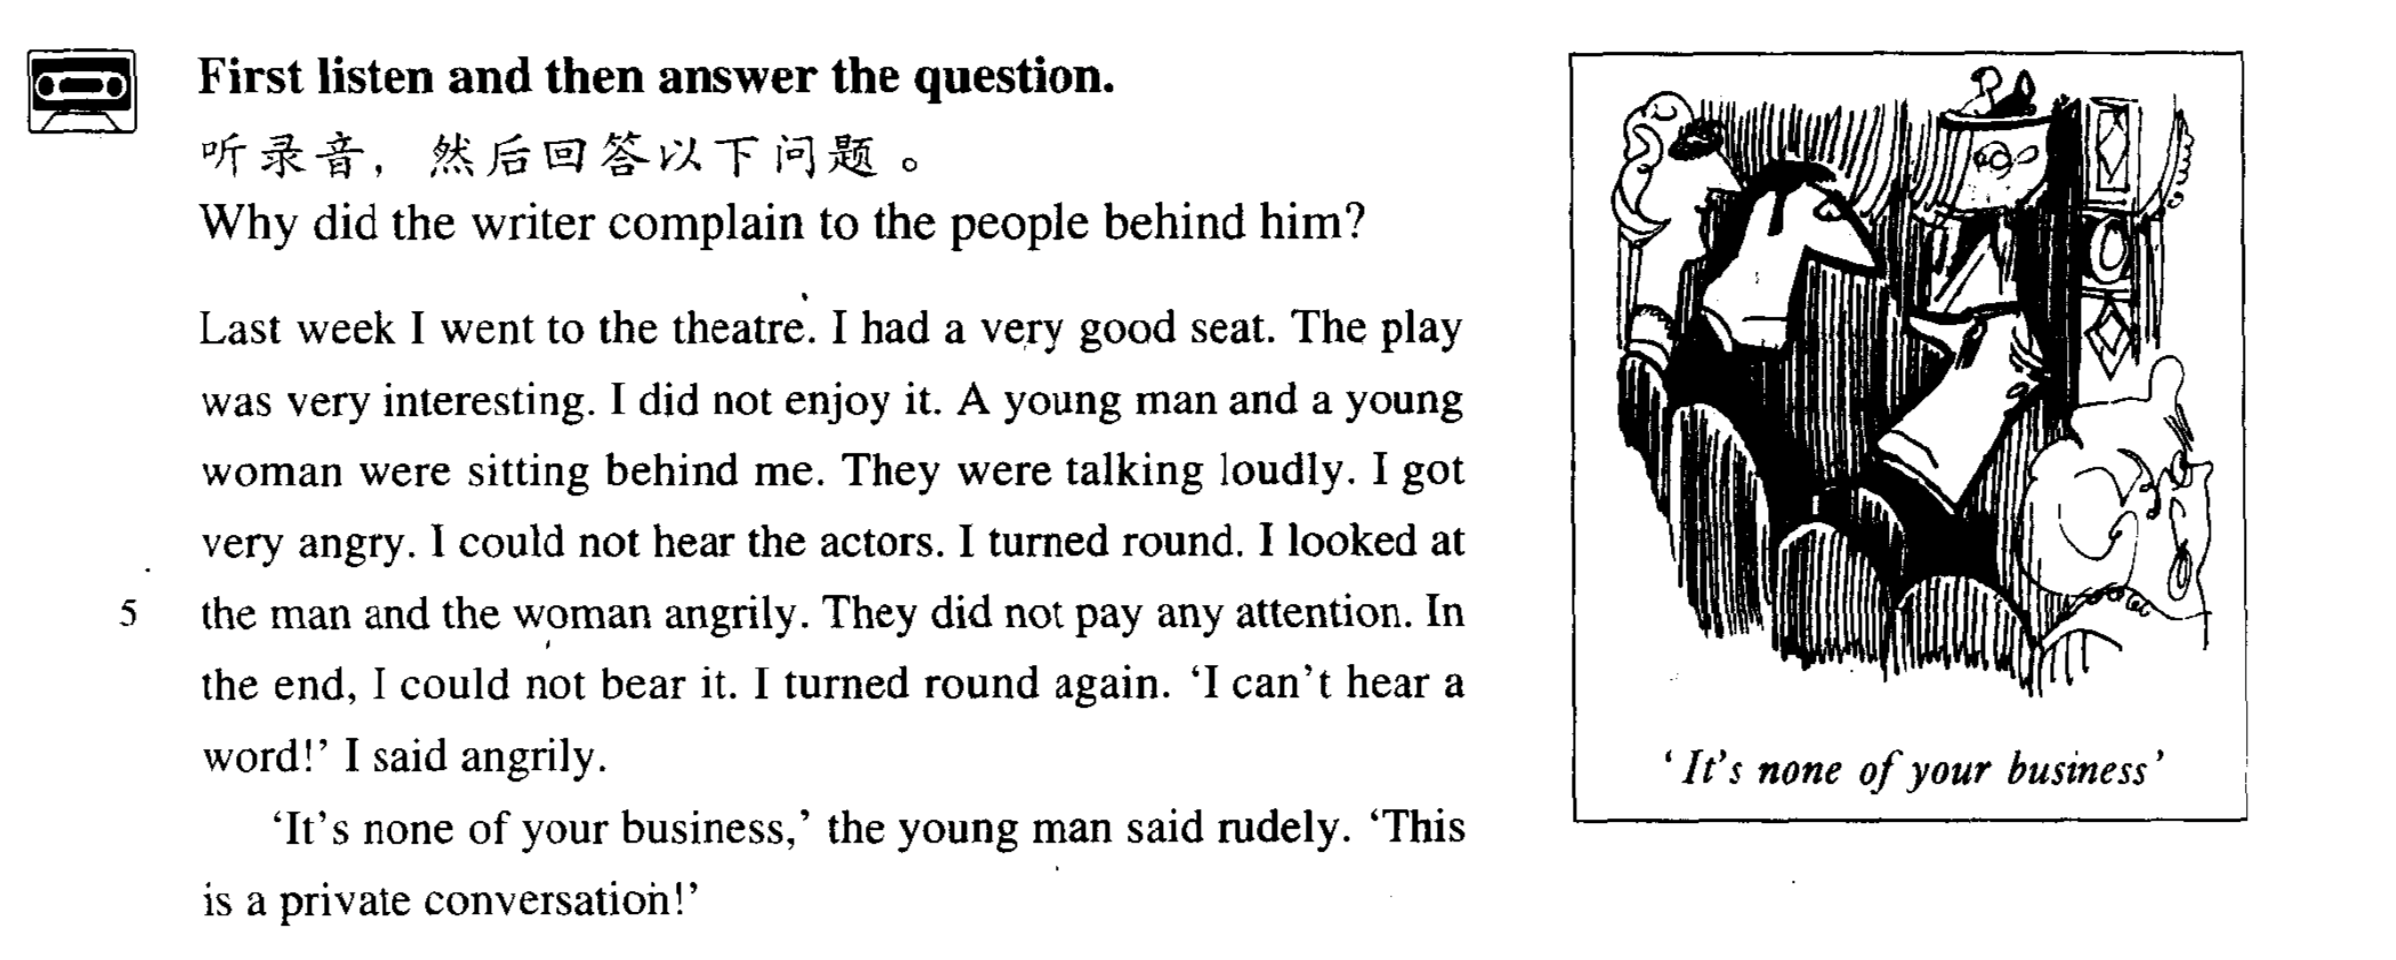 First listen and then answer the question.
听录音，然后回答以下问题。
Why did the writer complain to the people behind him?
Last week I went to the theatre. I had a very good seat. The play
was very interesting. I did not enjoy it. A young man and a young
woman were sitting behind me. They were talking loudly. I got
very angry. I could not hear the actors. I turned round. I looked at
5 the man and the woman angrily. They did not pay any attention. In
the end, I could not bear it. I turned round again. ‘I can’t hear a
word!’ I said angrily.
‘It’s none of your business,’ the young man said rudely. ‘This
is a private conversation!’
‘It’s none of your business’